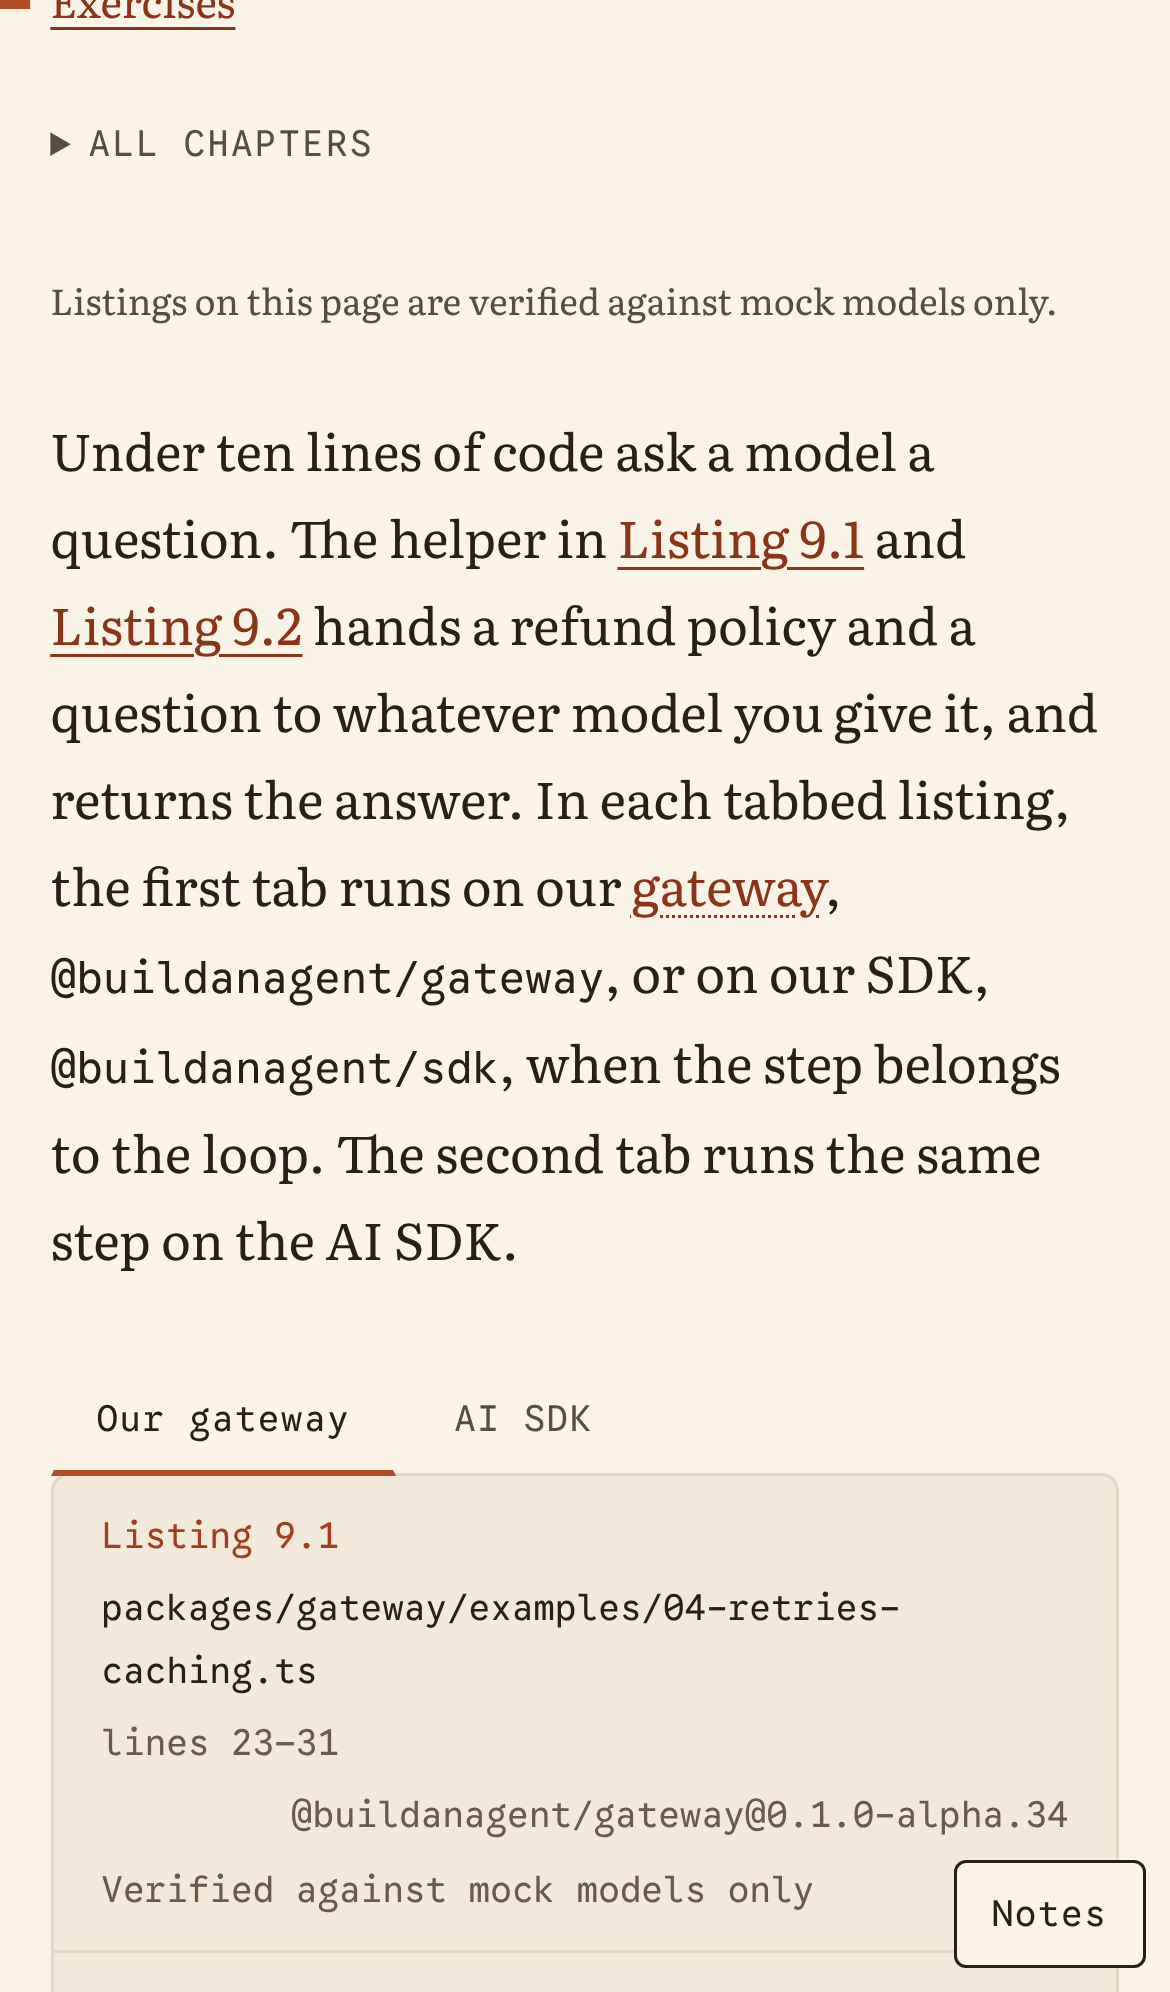 Exercises
▶ ALL CHAPTERS
Listings on this page are verified against mock models only.
Under ten lines of code ask a model a
question. The helper in Listing 9.1 and
Listing 9.2 hands a refund policy and a
question to whatever model you give it, and
returns the answer. In each tabbed listing,
the first tab runs on our gateway,
@buildanagent/gateway, or on our SDK,
@buildanagent/sdk, when the step belongs
to the loop. The second tab runs the same
step on the AI SDK.
Our gateway AI SDK
Listing 9.1
packages/gateway/examples/04-retries-
caching.ts
lines 23–31
@buildanagent/gateway@0.1.0-alpha.34
Verified against mock models only
Notes